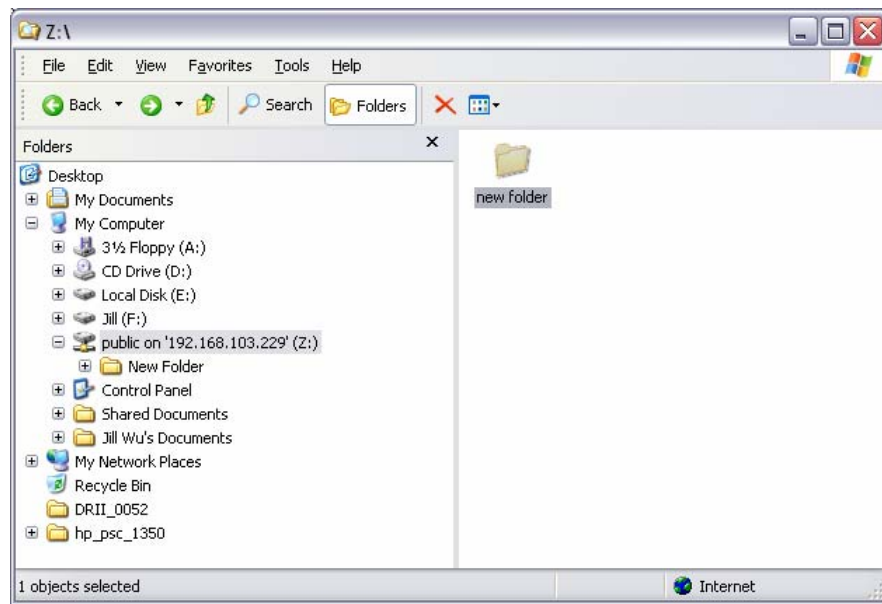 Z:\
File Edit View Favorites Tools Help
Back Search Folders
Folders
Desktop
My Documents
My Computer
3½ Floppy (A:)
CD Drive (D:)
Local Disk (E:)
Jill (F:)
public on '192.168.103.229' (Z:)
New Folder
Control Panel
Shared Documents
Jill Wu's Documents
My Network Places
Recycle Bin
DRII_0052
hp_psc_1350
new folder
1 objects selected
Internet